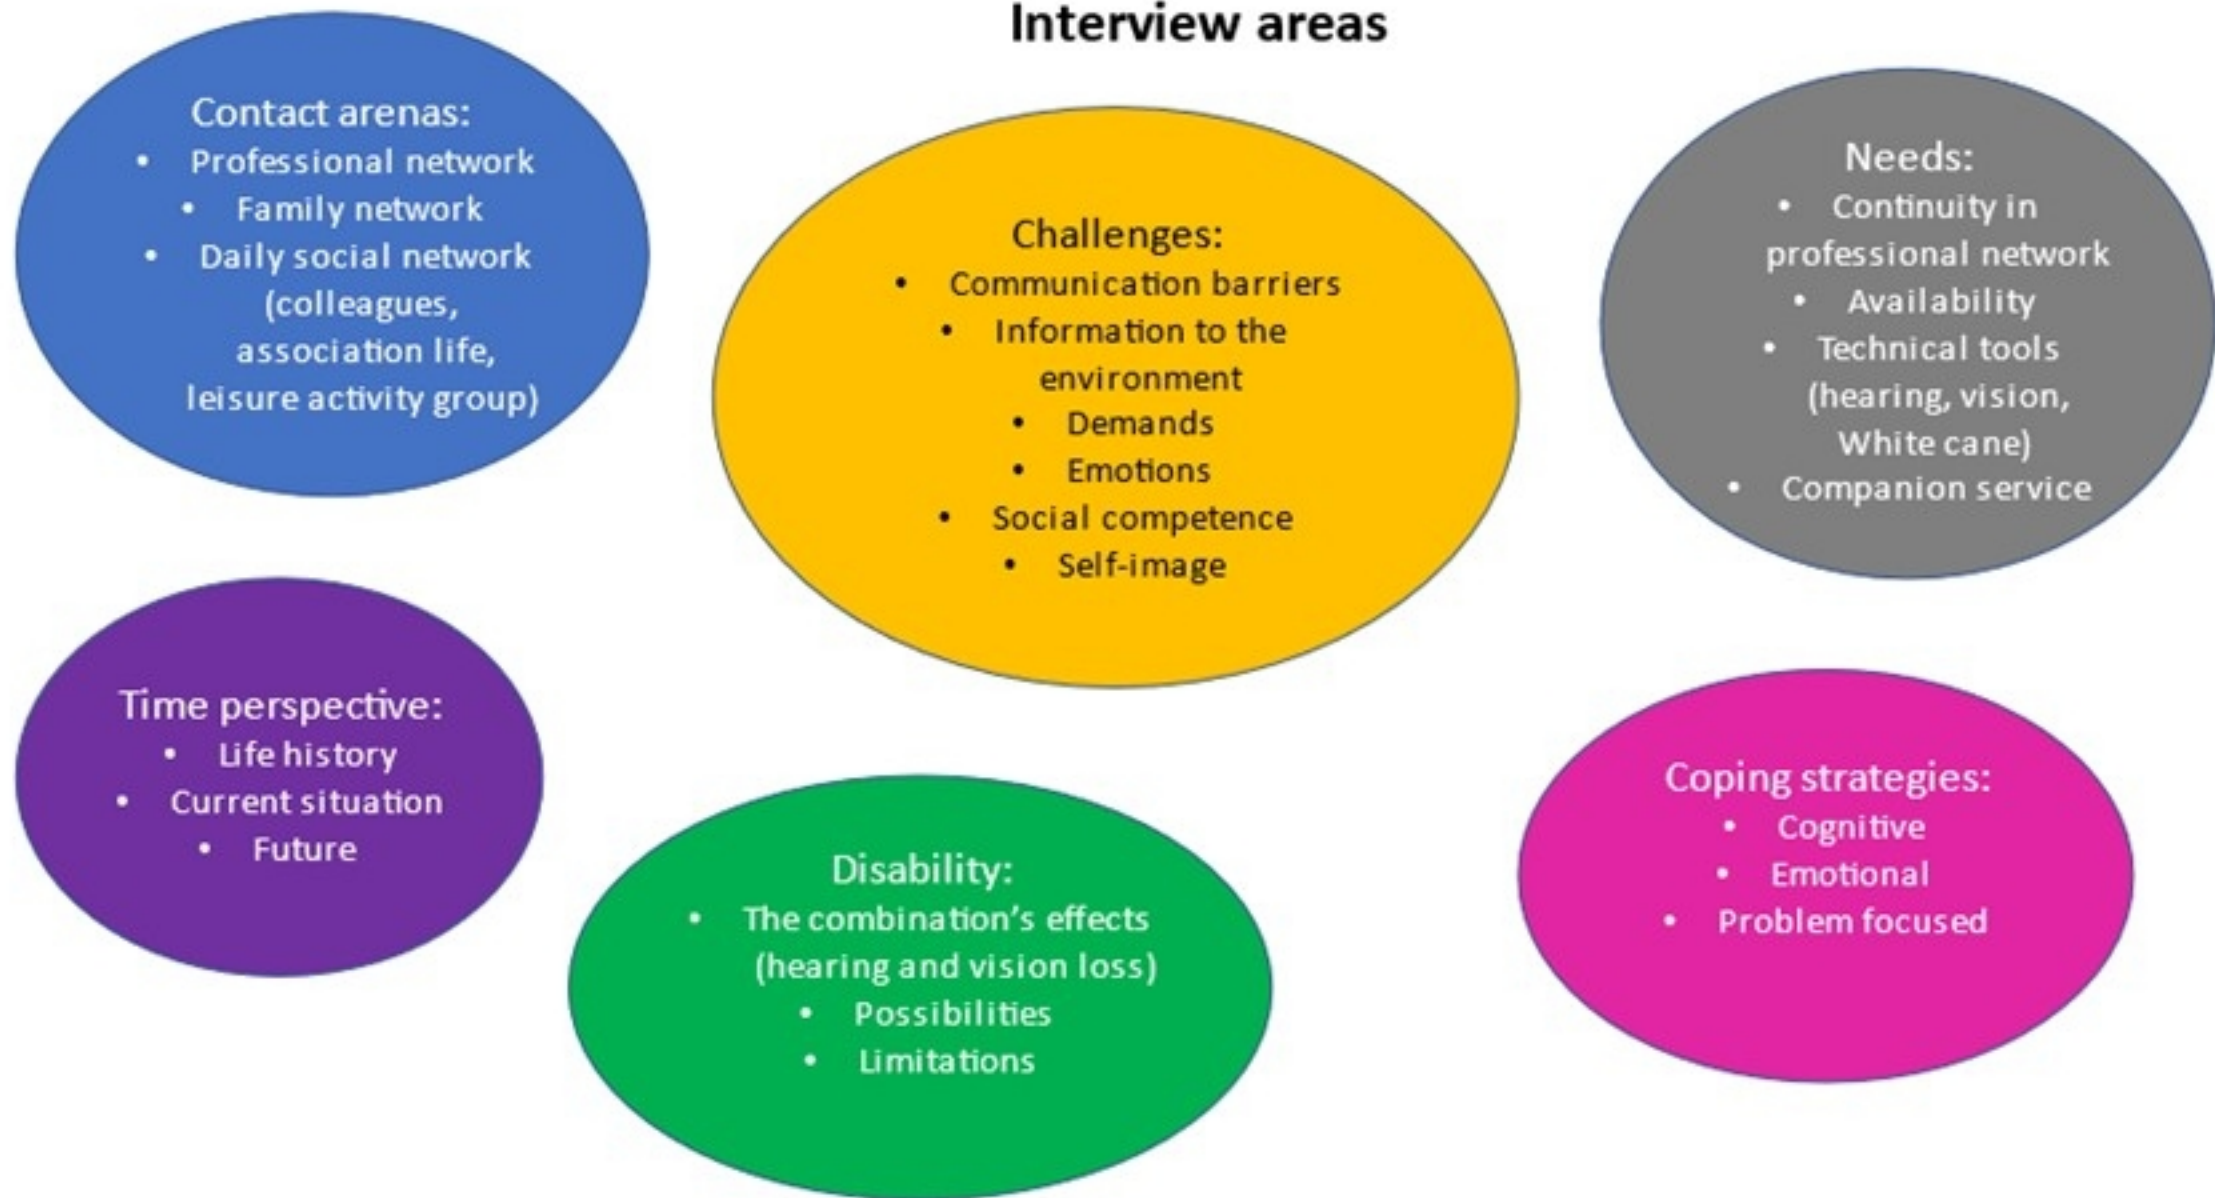 Interview areas
Contact arenas:
• Professional network
• Family network
• Daily social network
(colleagues,
association life,
leisure activity group)
Challenges:
• Communication barriers
• Information to the
environment
• Demands
• Emotions
• Social competence
• Self-image
Needs:
• Continuity in
professional network
• Availability
• Technical tools
(hearing, vision,
White cane)
• Companion service
Time perspective:
• Life history
• Current situation
• Future
Disability:
• The combination’s effects
(hearing and vision loss)
• Possibilities
• Limitations
Coping strategies:
• Cognitive
• Emotional
• Problem focused